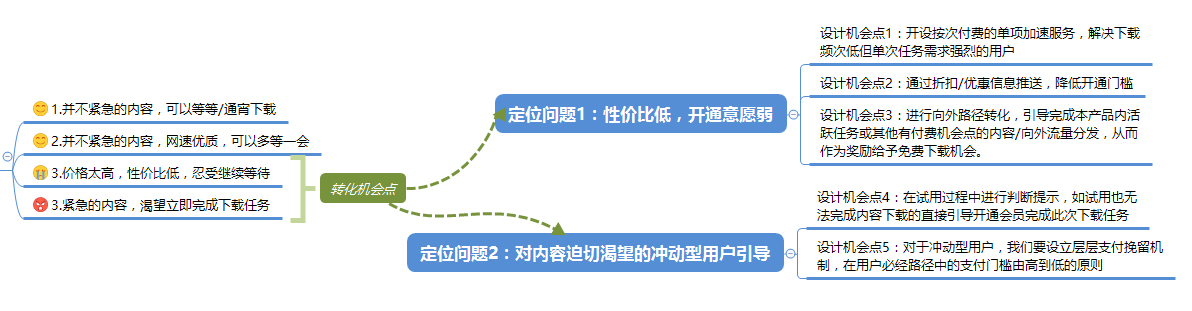 1.并不紧急的内容，可以等等/通宵下载
2.并不紧急的内容，网速优质，可以多等一会
3.价格太高，性价比低，忍受继续等待
3.紧急的内容，渴望立即完成下载任务
转化机会点
定位问题1：性价比低，开通意愿弱
设计机会点1：开设按次付费的单项加速服务，解决下载
频次低但单次任务需求强烈的用户
设计机会点2：通过折扣/优惠信息推送，降低开通门槛
设计机会点3：进行向外路径转化，引导完成本产品内活
跃任务或其他有付费机会点的内容/向外流量分发，从而
作为奖励给予免费下载机会。
定位问题2：对内容迫切渴望的冲动型用户引导
设计机会点4：在试用过程中进行判断提示，如试用也无
法完成内容下载的直接引导开通会员完成此次下载任务
设计机会点5：对于冲动型用户，我们要设立层层支付挽留机
制，在用户必经路径中的支付门槛由高到低的原则